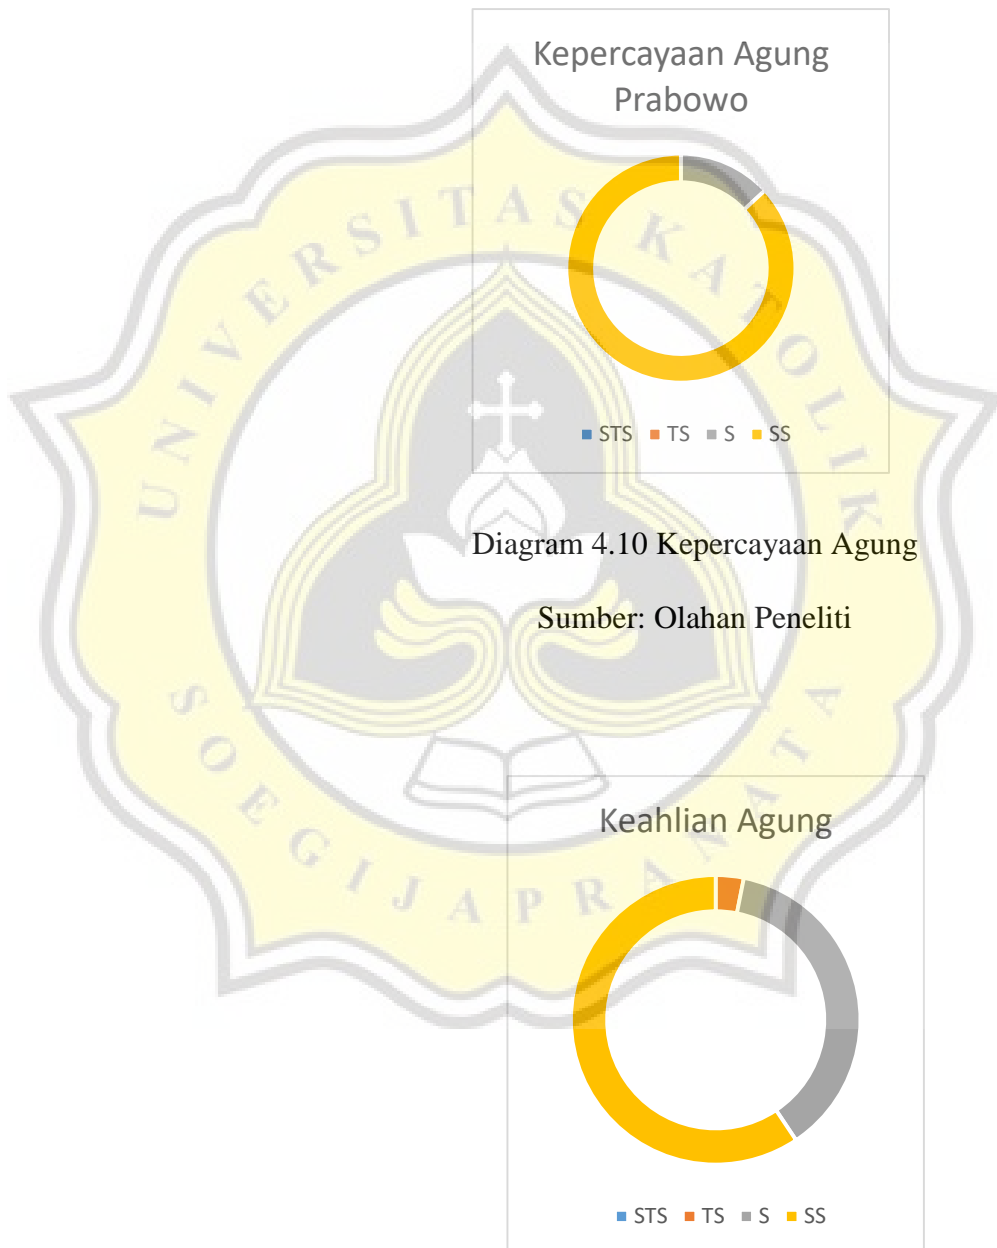 Kepercayaan Agung
Prabowo
STS TS S SS
Diagram 4.10 Kepercayaan Agung
Sumber: Olahan Peneliti
Keahlian Agung
STS TS S SS
UNIVERSITAS KATOLIK
SOEGIJAPRANATA